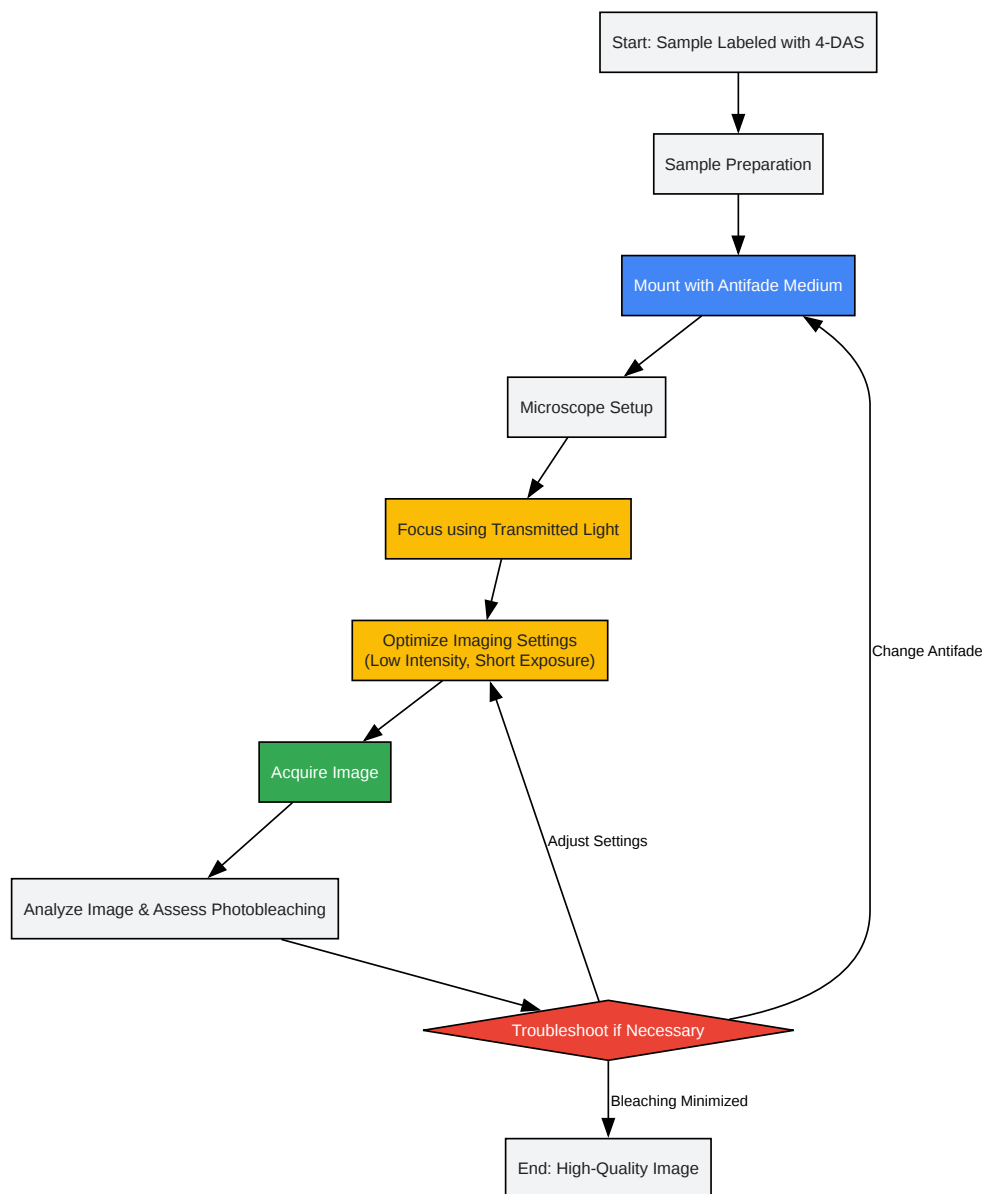 Start: Sample Labeled with 4-DAS
Sample Preparation
Mount with Antifade Medium
Microscope Setup
Focus using Transmitted Light
Optimize Imaging Settings
(Low Intensity, Short Exposure)
Change Antifade
Acquire Image
Adjust Settings
Analyze Image & Assess Photobleaching
Troubleshoot if Necessary
Bleaching Minimized
End: High-Quality Image